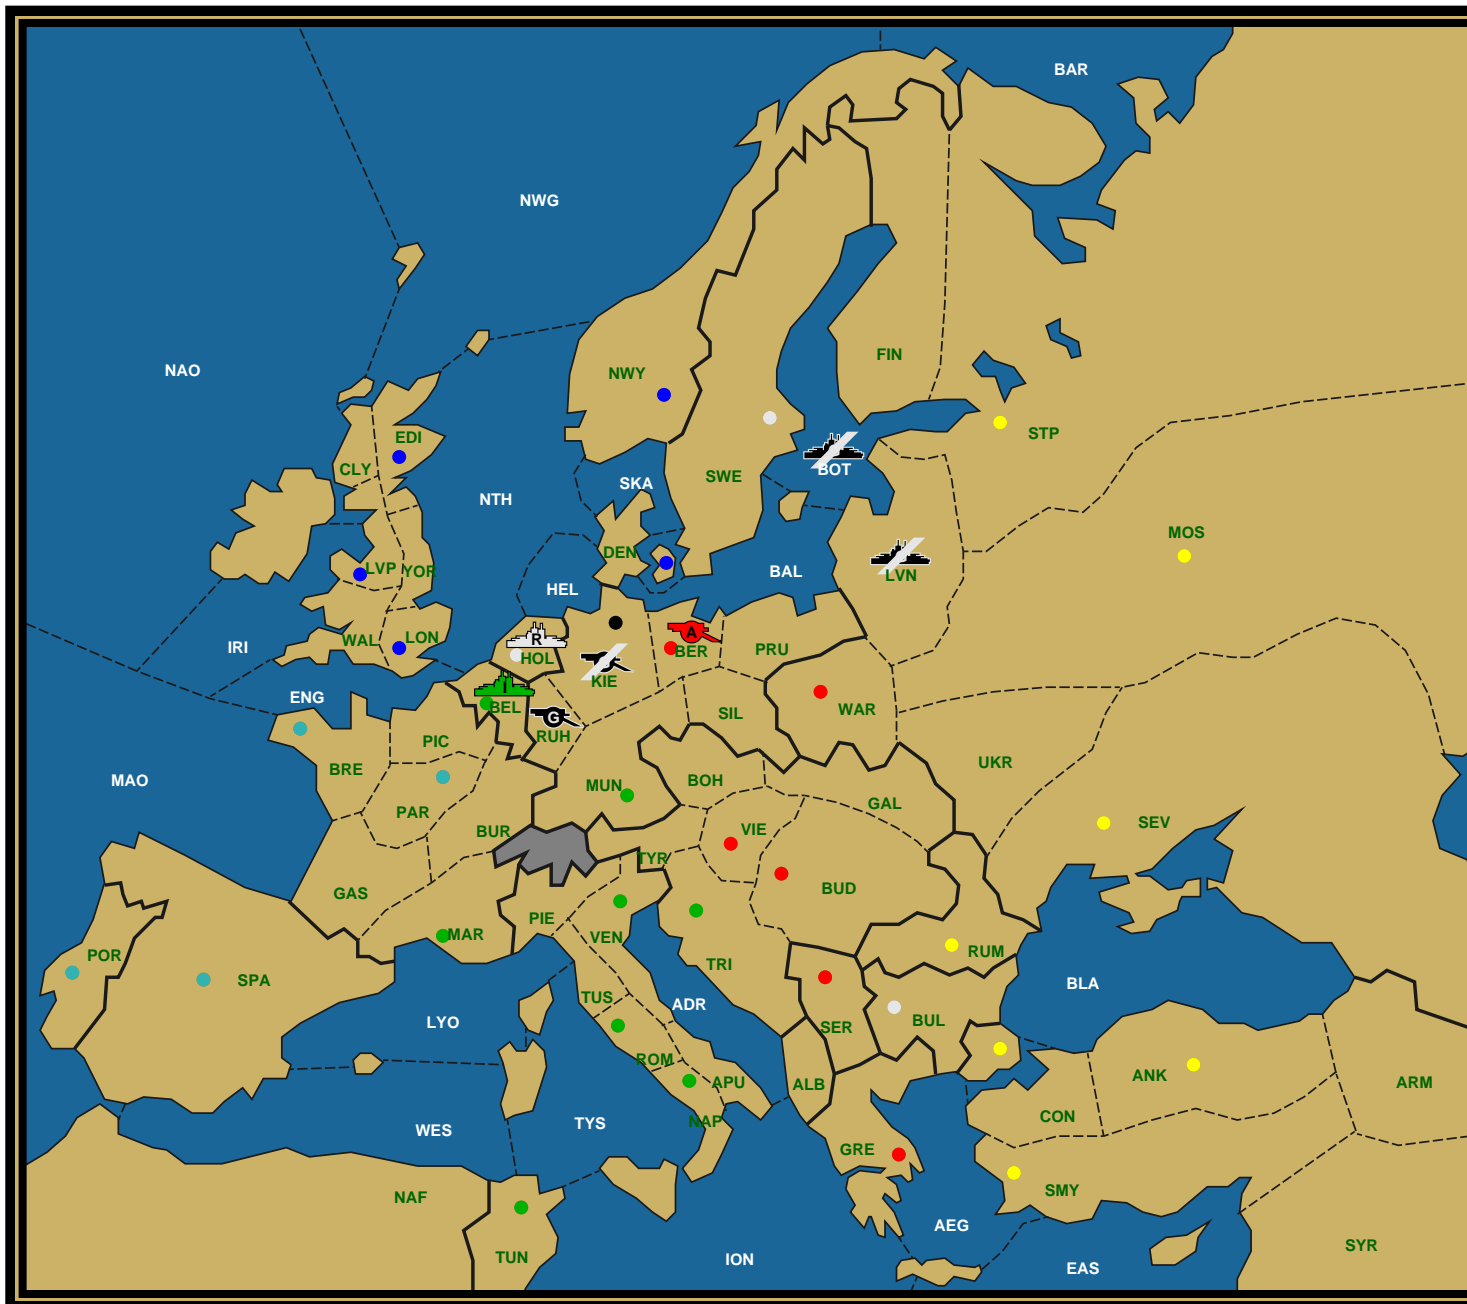 BAR
NWG
NAO
FIN
NWY
STP
EDI
CLY
SKA
SWE
BOT
NTH
MOS
DEN
LVP
YOR
HEL
BAL
LVN
WAL
LON
IRI
R
HOL
A
BER
PRU
KIE
ENG
I
BEL
G
RUH
SIL
WAR
PIC
BRE
UKR
MAO
MUN
BOH
PAR
GAL
BUR
VIE
SEV
TYR
GAS
BUD
PIE
MAR
VEN
POR
SPA
TRI
RUM
TUS
ADR
BLA
LYO
SER
BUL
ROM
APU
ALB
ANK
ARM
NAP
CON
WES
TYS
GRE
NAF
SMY
AEG
TUN
ION
EAS
SYR